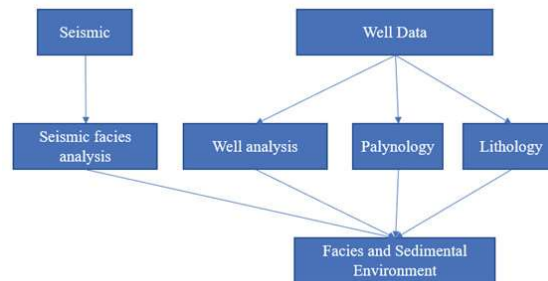 Seismic
Well Data
Seismic facies
analysis
Well analysis
Palynology
Lithology
Facies and Sedimental
Environment